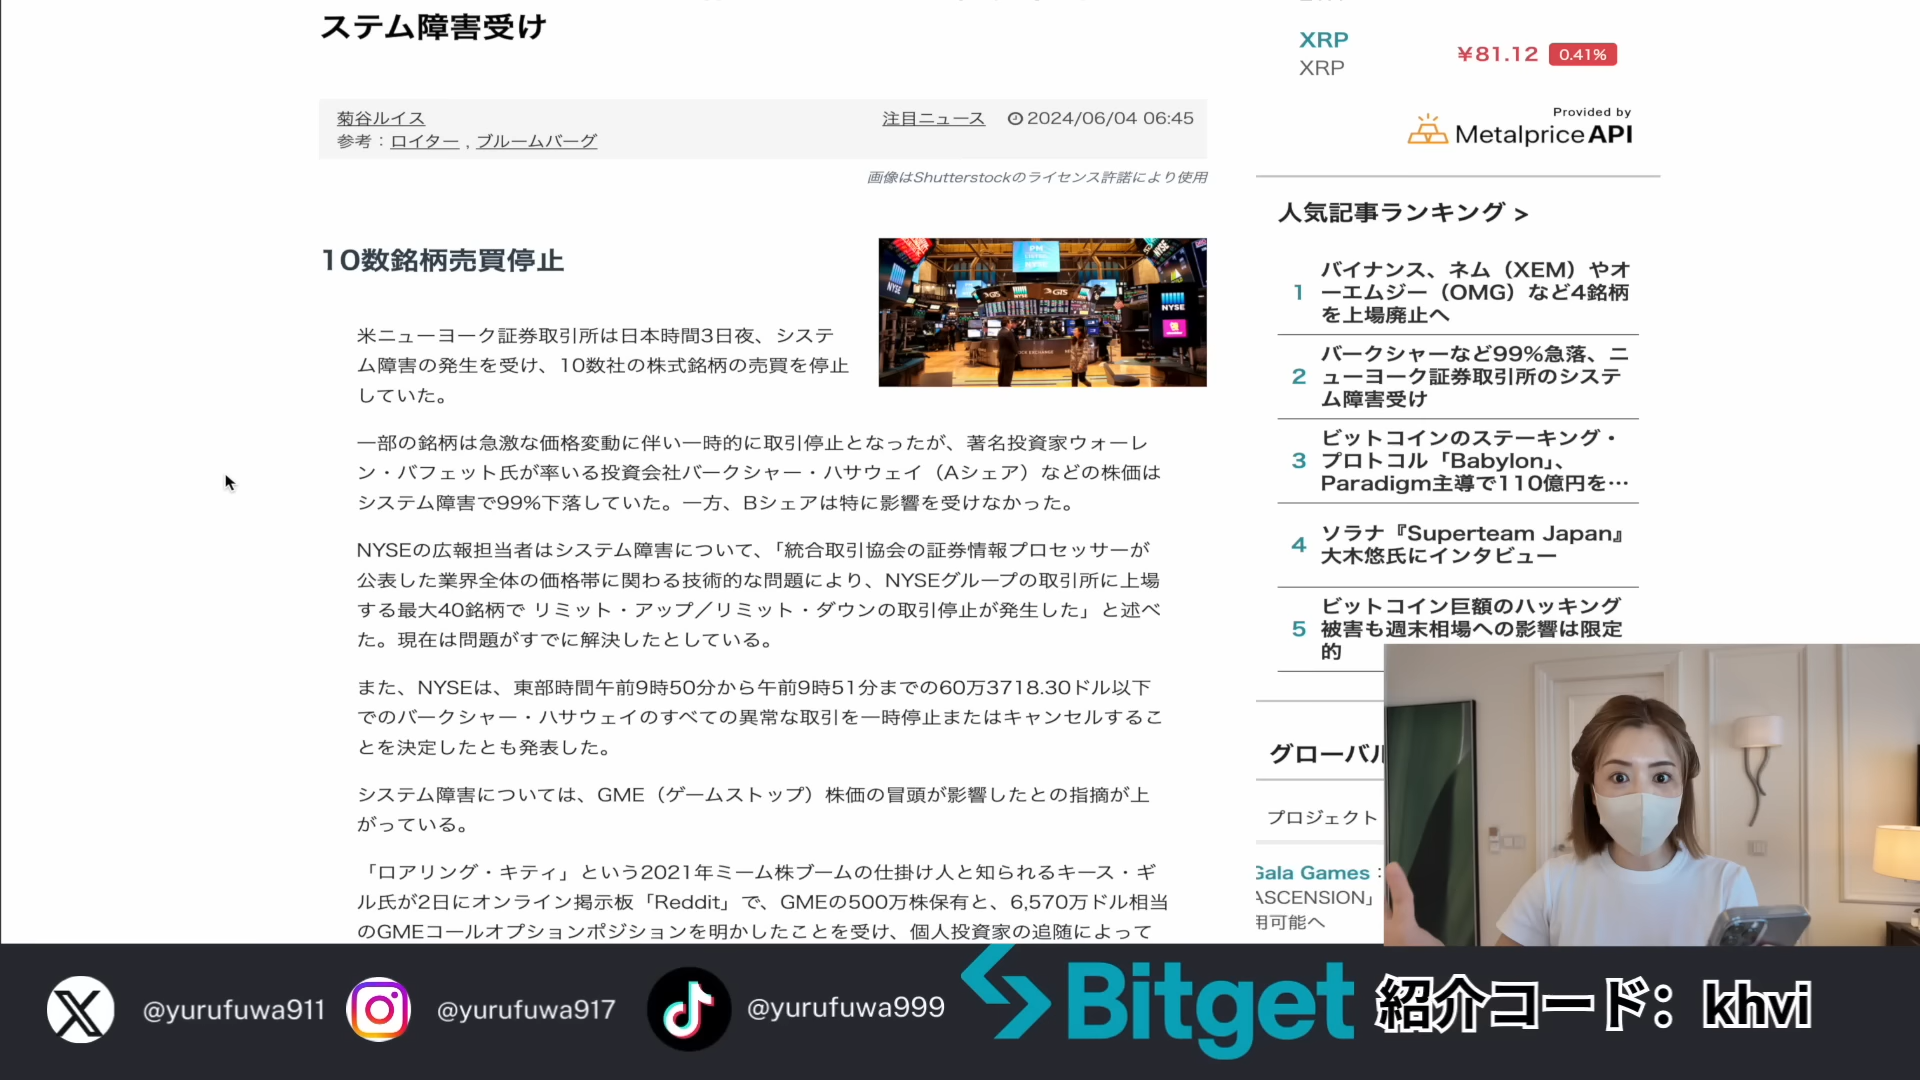 ステム障害受け
菊谷ルイス
参考：ロイター , ブルームバーグ
注目ニュース 2024/06/04 06:45
画像はShutterstockのライセンス許諾により使用
10数銘柄売買停止
米ニューヨーク証券取引所は日本時間3日夜、システ
ム障害の発生を受け、10数社の株式銘柄の売買を停止
していた。
一部の銘柄は急激な価格変動に伴い一時的に取引停止となったが、著名投資家ウォーレ
ン・バフェット氏が率いる投資会社バークシャー・ハサウェイ（Aシェア）などの株価は
システム障害で99%下落していた。一方、Bシェアは特に影響を受けなかった。
NYSEの広報担当者はシステム障害について、「統合取引協会の証券情報プロセッサーが
公表した業界全体の価格帯に関わる技術的な問題により、NYSEグループの取引所に上場
する最大40銘柄で リミット・アップ／リミット・ダウンの取引停止が発生した」と述べ
た。現在は問題がすでに解決したとしている。
また、NYSEは、東部時間午前9時50分から午前9時51分までの60万3718.30ドル以下
でのバークシャー・ハサウェイのすべての異常な取引を一時停止またはキャンセルするこ
とを決定したとも発表した。
システム障害については、GME（ゲームストップ）株価の冒頭が影響したとの指摘が上
がっている。
「ロアリング・キティ」という2021年ミーム株ブームの仕掛け人と知られるキース・ギ
ル氏が2日にオンライン掲示板「Reddit」で、GMEの500万株保有と、6,570万ドル相当
のGMEコールオプションポジションを明かしたことを受け、個人投資家の追随によって
XRP
XRP
¥81.12 0.41%
Provided by
MetalpriceAPI
人気記事ランキング >
1 バイナンス、ネム（XEM）やオ
ーエムジー（OMG）など4銘柄
を上場廃止へ
2 バークシャーなど99%急落、ニ
ューヨーク証券取引所のシステ
ム障害受け
3 ビットコインのステーキング・
プロトコル「Babylon」、
Paradigm主導で110億円を…
4 ソラナ『Superteam Japan』
大木悠氏にインタビュー
5 ビットコイン巨額のハッキング
被害も週末相場への影響は限定
的
グローバル
プロジェクト
Gala Games：
ASCENSION」
用可能へ
NYSE
GTS
NYSE
GTS
NYSE
@yurufuwa911
@yurufuwa917
@yurufuwa999
Bitget
紹介コード：khvi